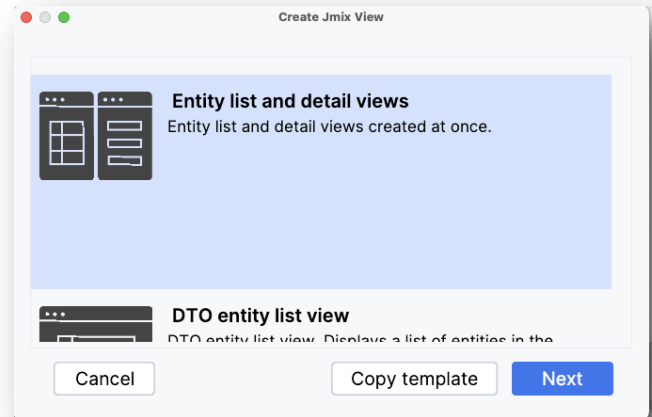 Create Jmix View
Entity list and detail views
Entity list and detail views created at once.
DTO entity list view
DTO entity list view. Displays a list of entities in the
Cancel
Copy template
Next